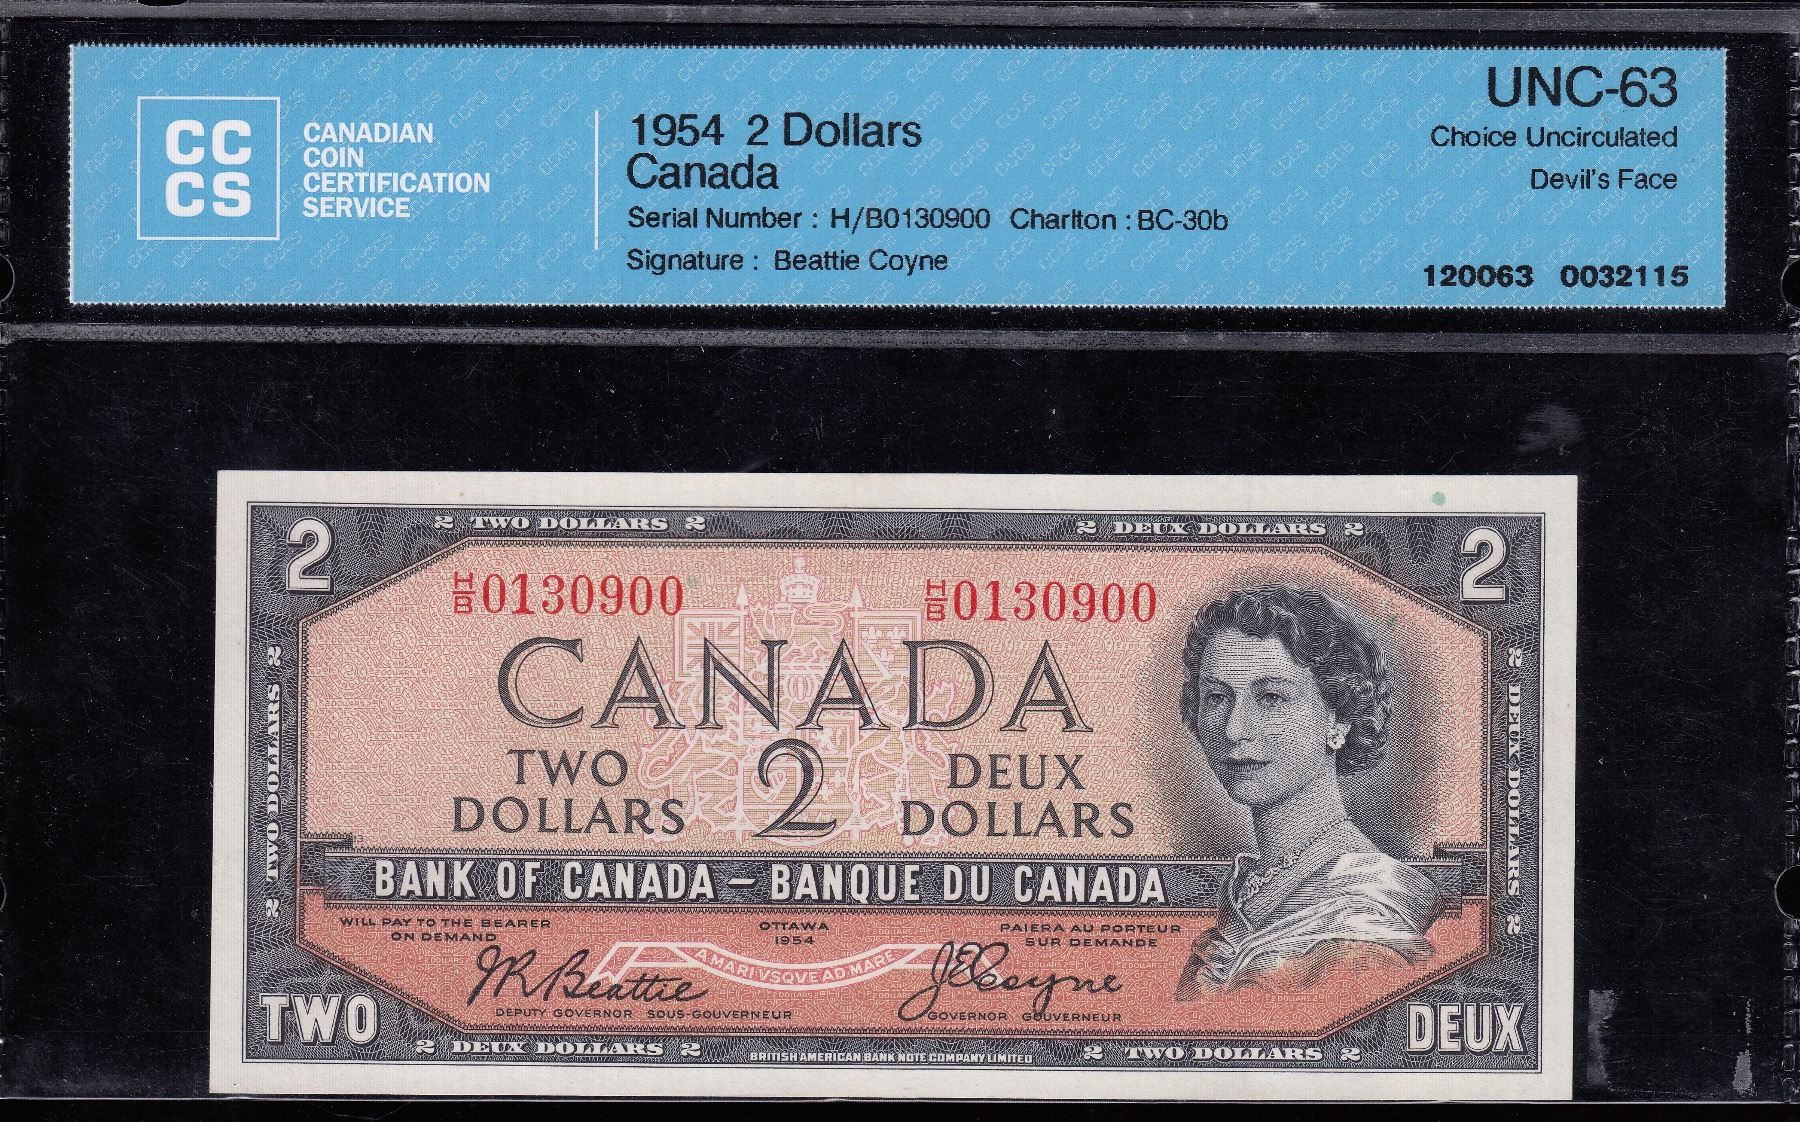 CC
CS
CANADIAN
COIN
CERTIFICATION
SERVICE
1954 2 Dollars
Canada
Serial Number : H/B0130900 Charlton : BC-30b
Signature : Beattie Coyne
UNC-63
Choice Uncirculated
Devil's Face
120063 0032115
2 2 TWO DOLLARS 2 2 DEUX DOLLARS 2 2
H/B 0130900 H/B 0130900
CANADA
TWO 2 DEUX
DOLLARS DOLLARS
2 TWO DOLLARS 2
2 DEUX DOLLARS 2
BANK OF CANADA – BANQUE DU CANADA
WILL PAY TO THE BEARER
ON DEMAND
OTTAWA
1954
PAIERA AU PORTEUR
SUR DEMANDE
A MARI VSQVE AD MARE
JR Beattie
DEPUTY GOVERNOR SOUS-GOUVERNEUR
JE Coyne
GOVERNOR GOUVERNEUR
TWO DEUX
2 DEUX DOLLARS 2 BRITISH AMERICAN BANK NOTE COMPANY LIMITED 2 TWO DOLLARS 2